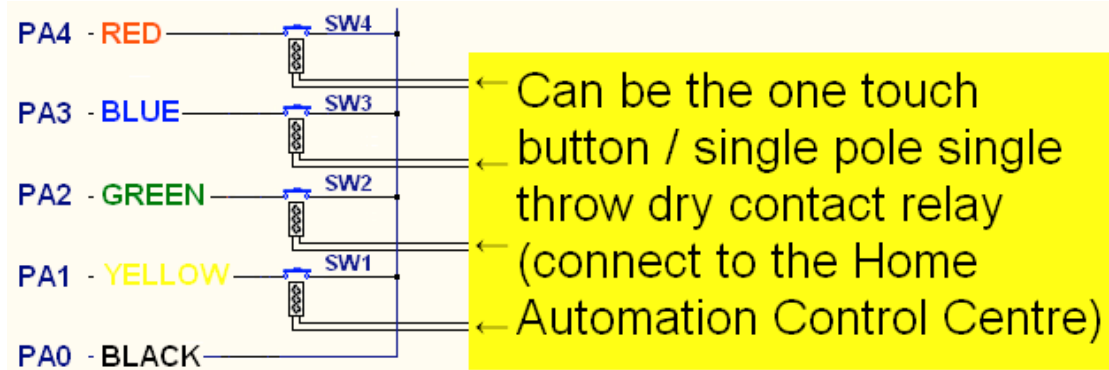 PA4 - RED SW4
PA3 - BLUE SW3
PA2 - GREEN SW2
PA1 - YELLOW SW1
PA0 - BLACK
← Can be the one touch
← button / single pole single
throw dry contact relay
← (connect to the Home
← Automation Control Centre)